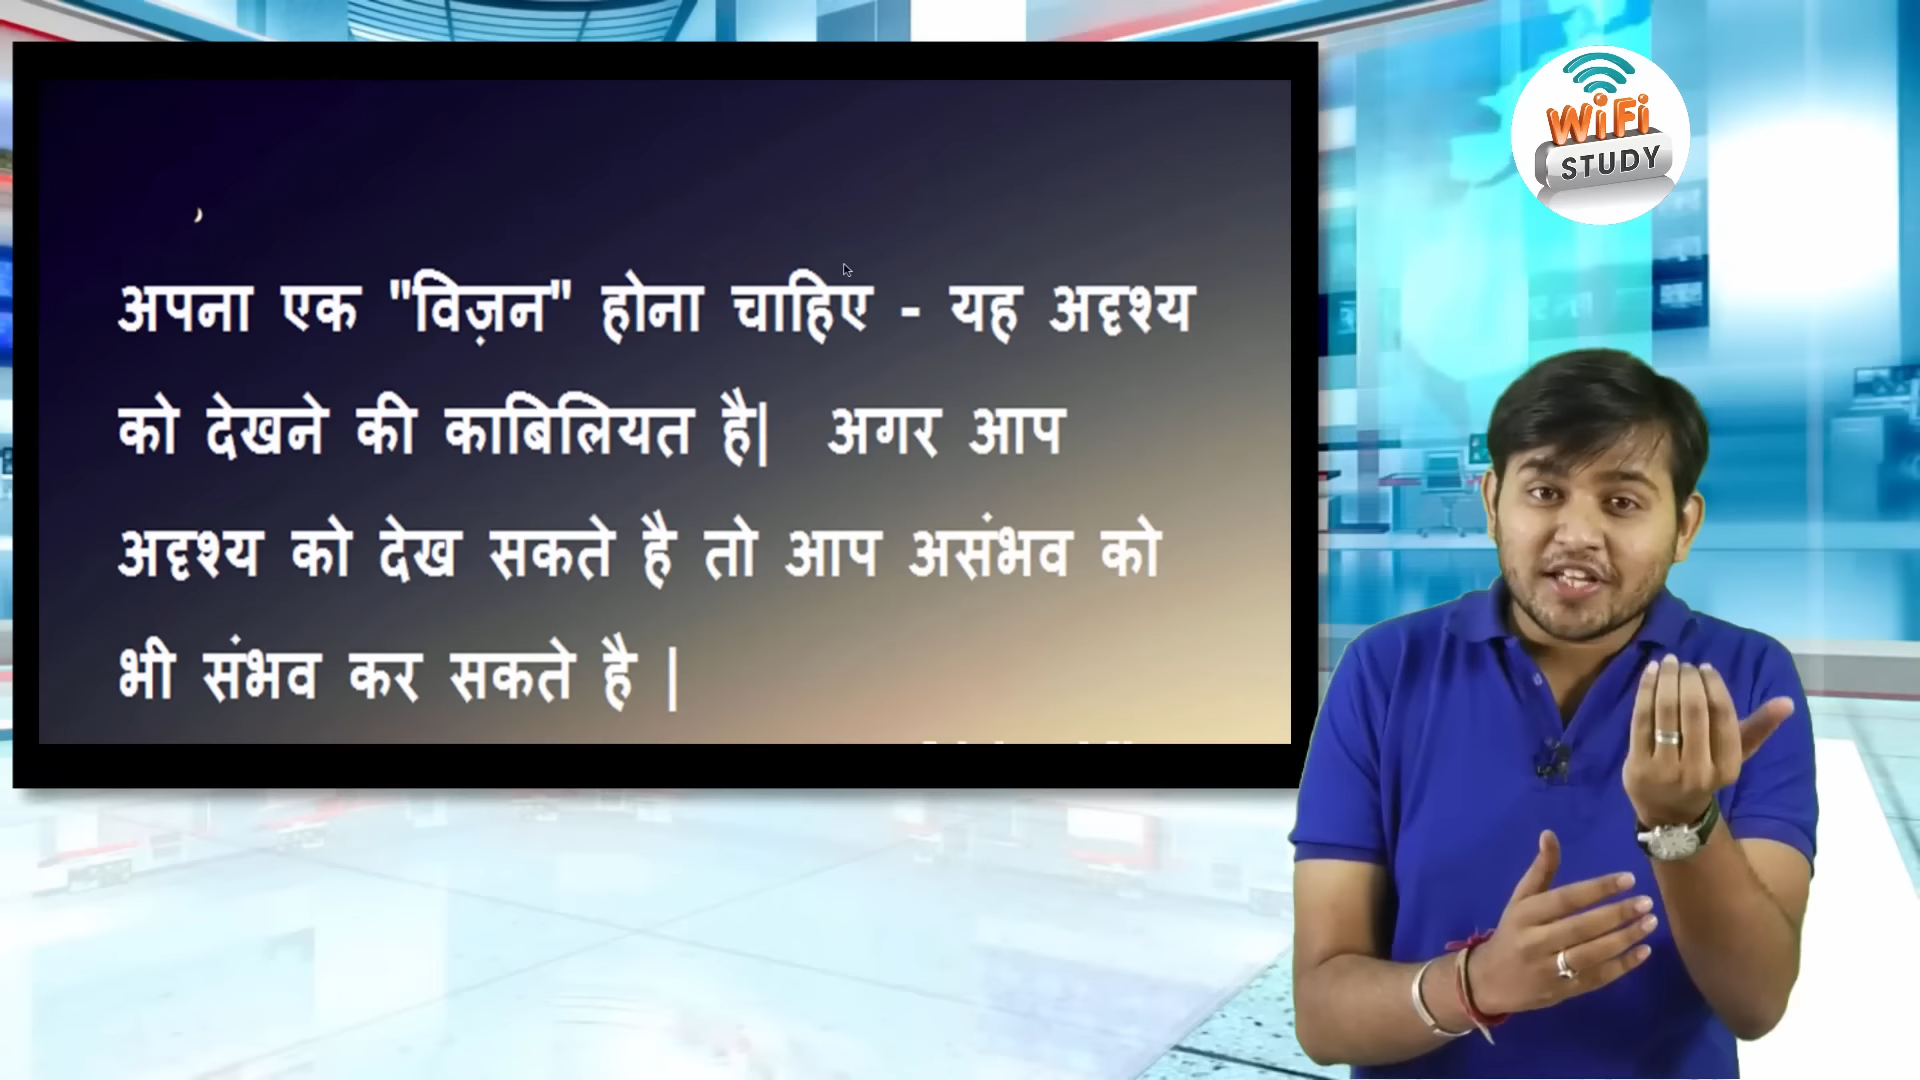 WiFi
STUDY
अपना एक "विज़न" होना चाहिए - यह अदृश्य
को देखने की काबिलियत है| अगर आप
अदृश्य को देख सकते है तो आप असंभव को
भी संभव कर सकते है |